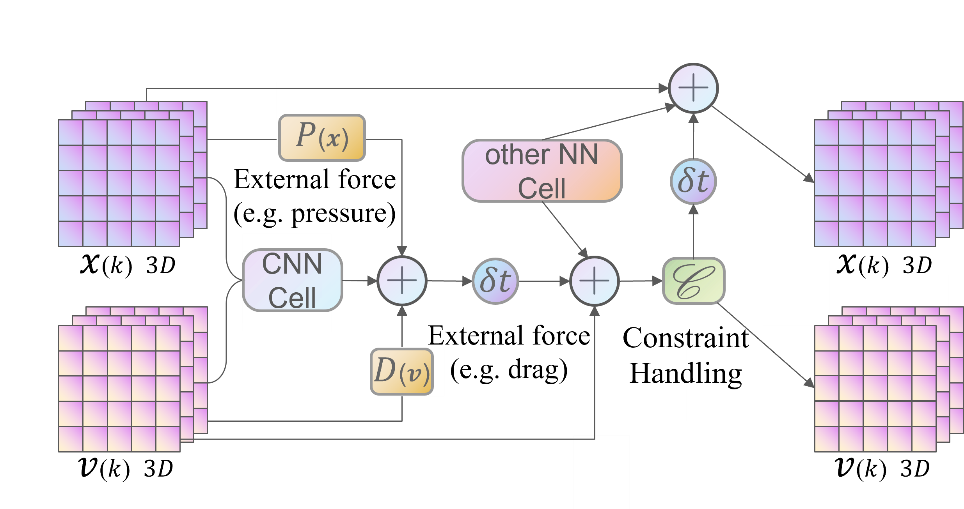 P(x)
External force
(e.g. pressure)
x(k) 3D
CNN
Cell
+
δt
other NN
Cell
+
+
δt
𝒞
External force
(e.g. drag)
D(v)
Constraint
Handling
v(k) 3D
x(k) 3D
v(k) 3D